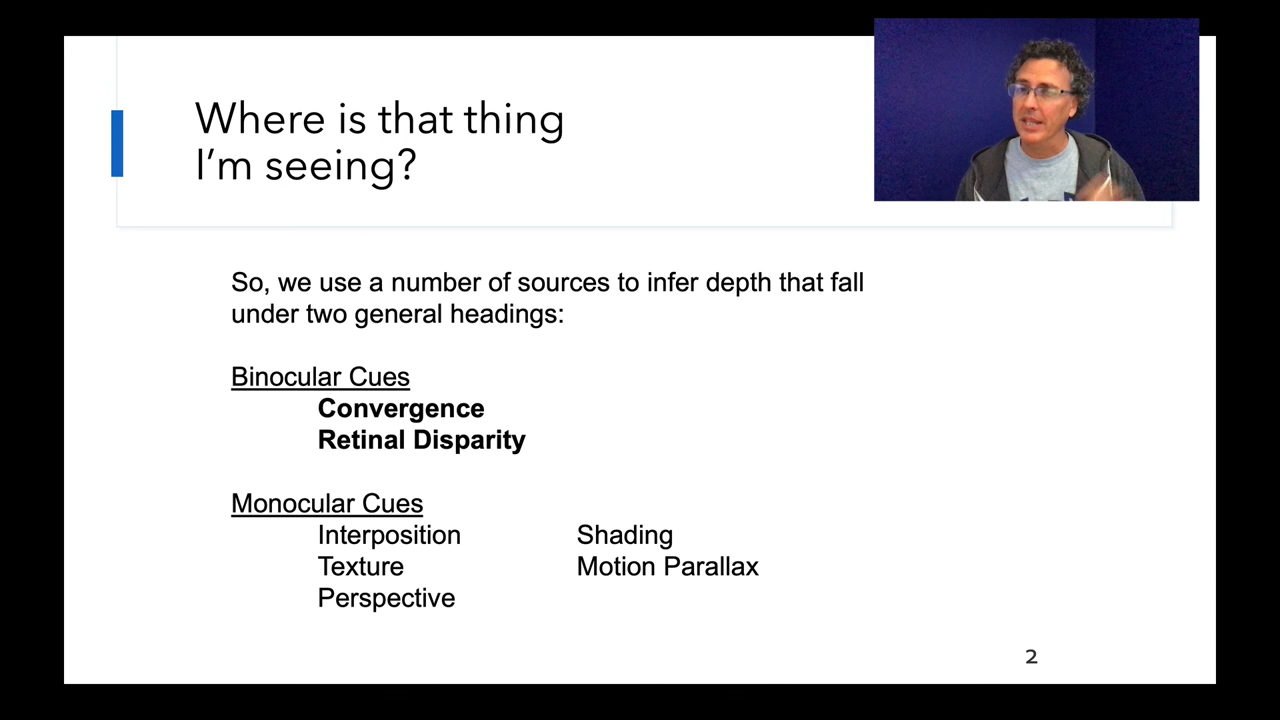 Where is that thing
I'm seeing?
So, we use a number of sources to infer depth that fall
under two general headings:
Binocular Cues
Convergence
Retinal Disparity
Monocular Cues
Interposition Shading
Texture Motion Parallax
Perspective
2